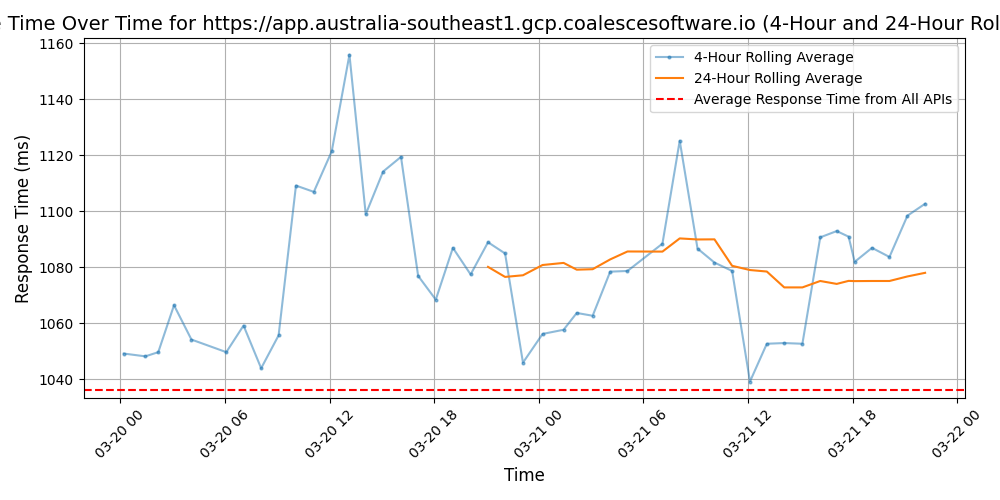 Time Over Time for https://app.australia-southeast1.gcp.coalescesoftware.io (4-Hour and 24-Hour Rol
1160
1140
1120
1100
1080
1060
1040
Response Time (ms)
4-Hour Rolling Average
24-Hour Rolling Average
Average Response Time from All APIs
03-20 00
03-20 06
03-20 12
03-20 18
03-21 00
03-21 06
03-21 12
03-21 18
03-22 00
Time